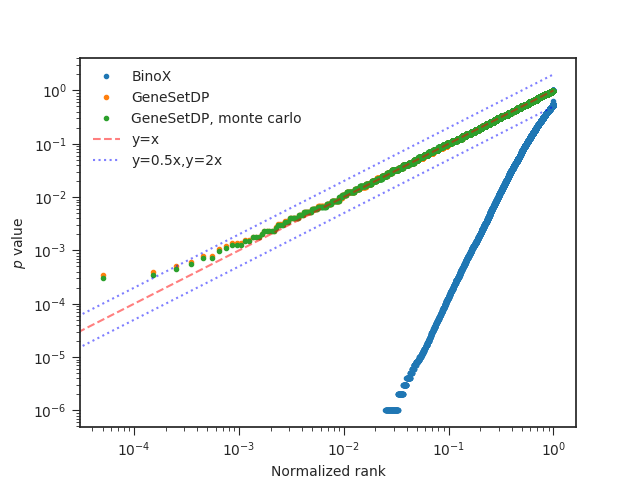 BinoX
GeneSetDP
GeneSetDP, monte carlo
y=x
y=0.5x,y=2x
10⁰
10⁻¹
10⁻²
10⁻³
10⁻⁴
10⁻⁵
10⁻⁶
p value
10⁻⁴ 10⁻³ 10⁻² 10⁻¹ 10⁰
Normalized rank